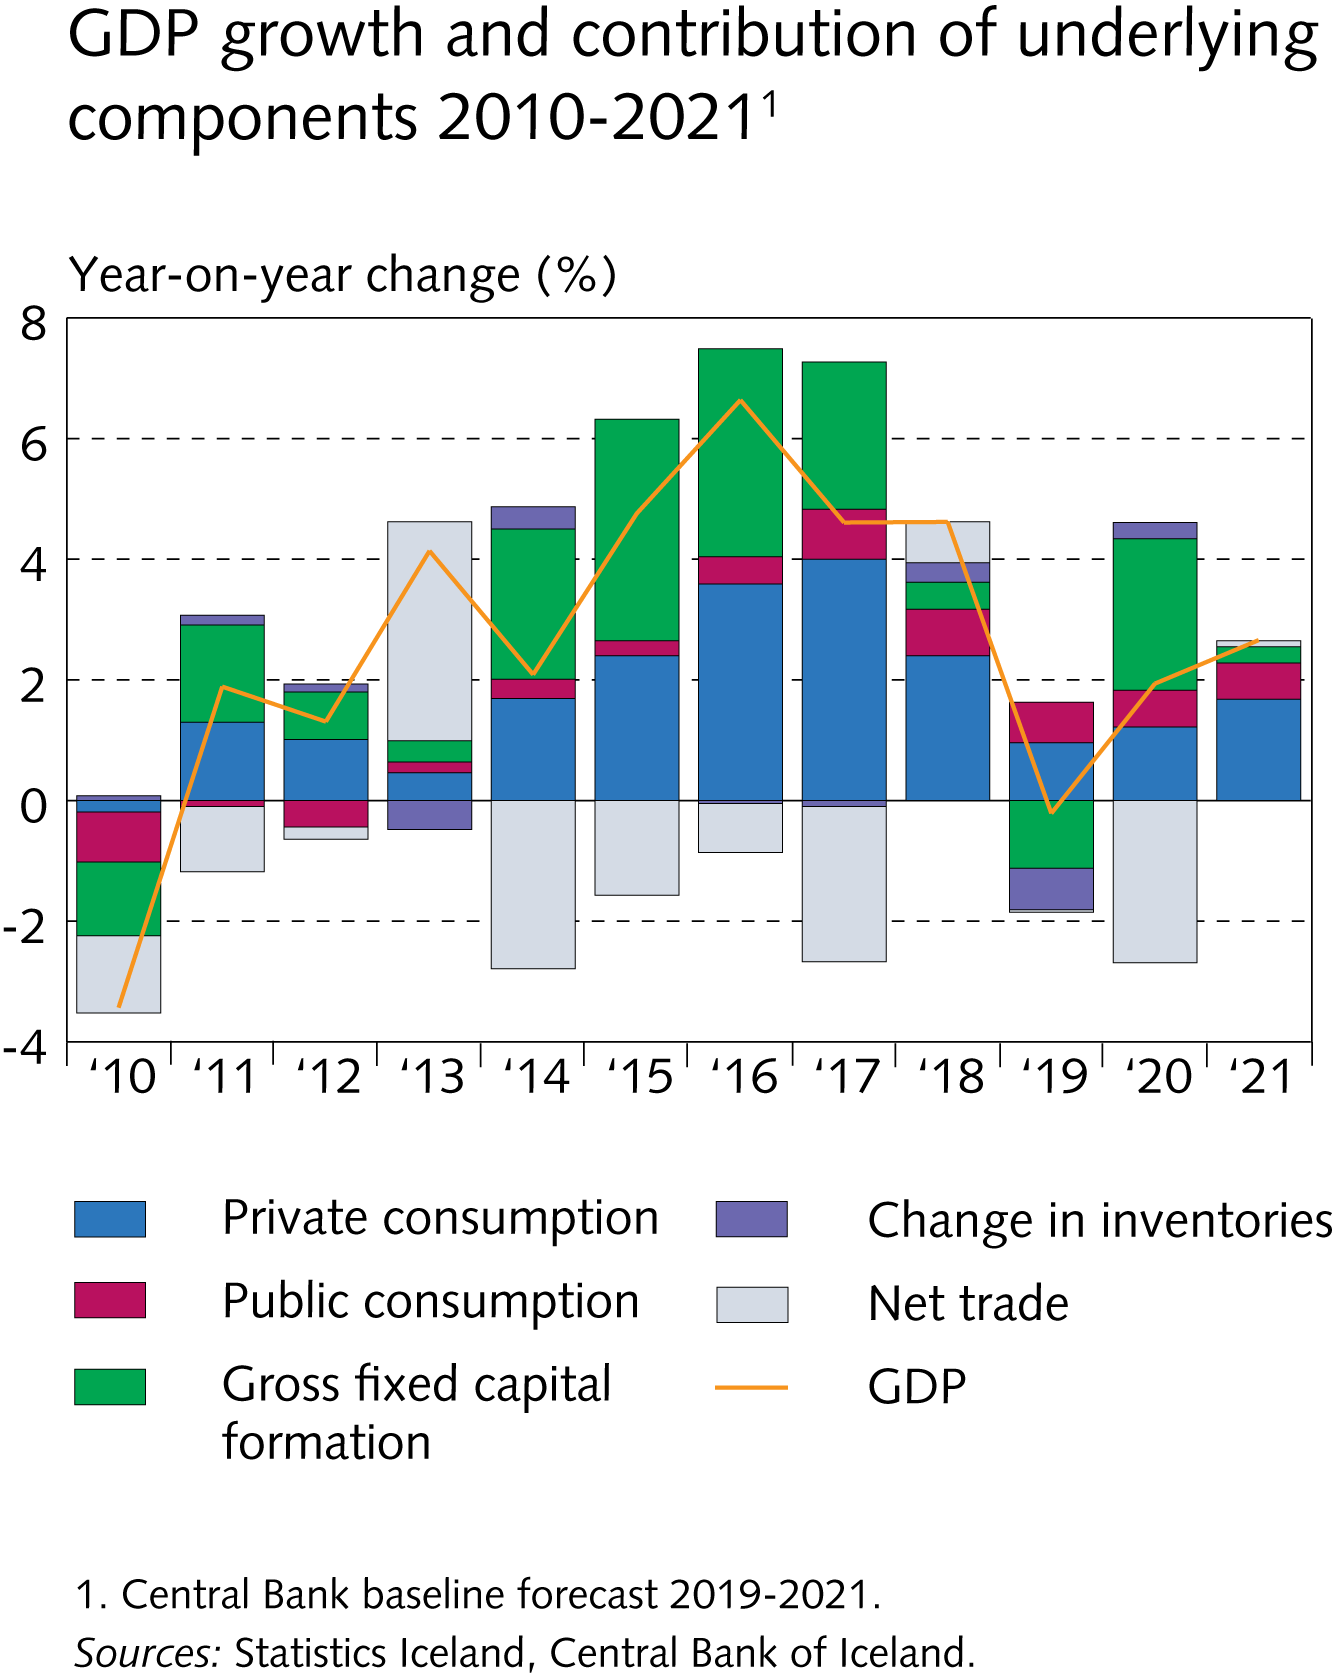 GDP growth and contribution of underlying
components 2010-2021¹
Year-on-year change (%)
8
6
4
2
0
-2
-4
‘10 ‘11 ‘12 ‘13 ‘14 ‘15 ‘16 ‘17 ‘18 ‘19 ‘20 ‘21
Private consumption
Public consumption
Gross fixed capital
formation
Change in inventories
Net trade
GDP
1. Central Bank baseline forecast 2019-2021.
Sources: Statistics Iceland, Central Bank of Iceland.